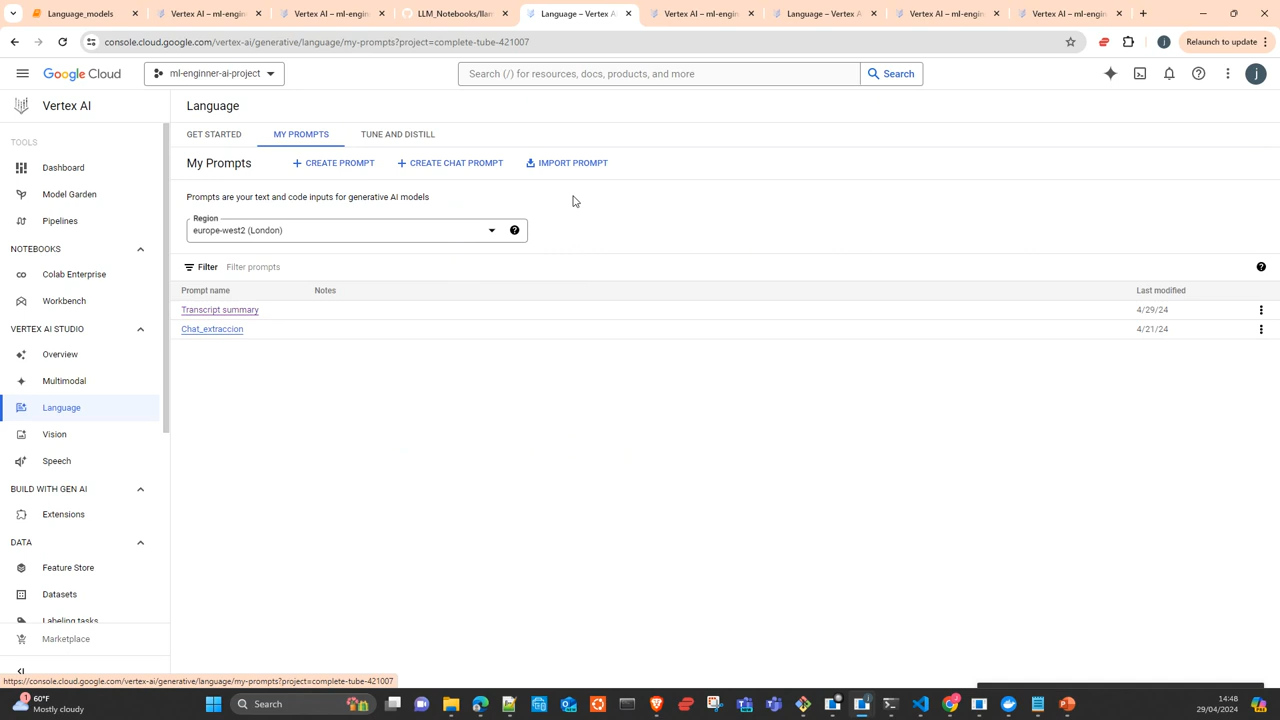 Language_models
Vertex AI – ml-engin
Vertex AI – ml-engin
LLM_Notebooks/llan
Language – Vertex A
Vertex AI – ml-engin
Language – Vertex A
Vertex AI – ml-engin
Vertex AI – ml-engin
console.cloud.google.com/vertex-ai/generative/language/my-prompts?project=complete-tube-421007
j
Relaunch to update
Google Cloud
ml-enginner-ai-project
Search (/) for resources, docs, products, and more
Search
j
Vertex AI
Language
TOOLS
GET STARTED
MY PROMPTS
TUNE AND DISTILL
Dashboard
My Prompts
CREATE PROMPT
CREATE CHAT PROMPT
IMPORT PROMPT
Model Garden
Prompts are your text and code inputs for generative AI models
Pipelines
Region
europe-west2 (London)
NOTEBOOKS
Colab Enterprise
Filter
Filter prompts
Workbench
Prompt name
Notes
Last modified
Transcript summary
4/29/24
VERTEX AI STUDIO
Chat_extraccion
4/21/24
Overview
Multimodal
Language
Vision
Speech
BUILD WITH GEN AI
Extensions
DATA
Feature Store
Datasets
Labeling tasks
Marketplace
https://console.cloud.google.com/vertex-ai/generative/language/my-prompts?project=complete-tube-421007
1
60°F
Mostly cloudy
Search
14:48
29/04/2024